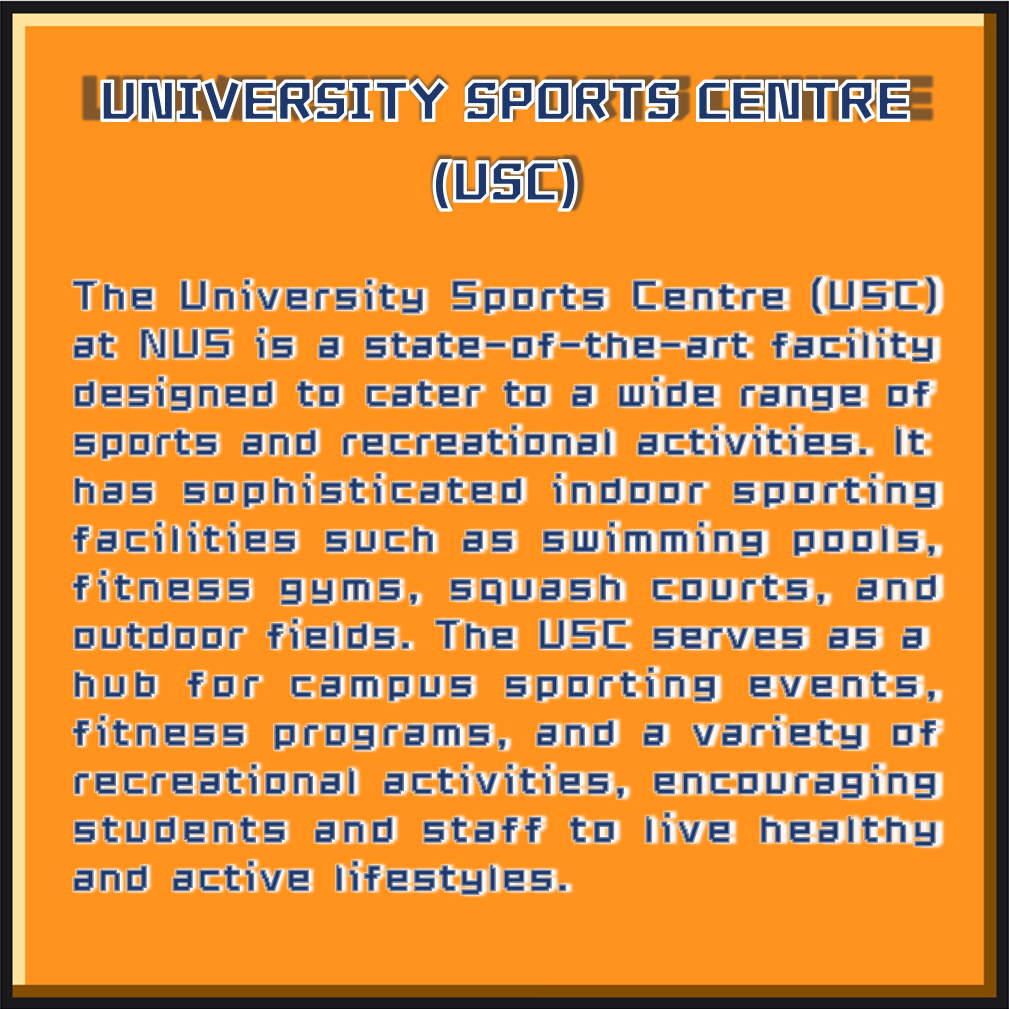 UNIVERSITY SPORTS CENTRE
(USC)
The University Sports Centre (USC)
at NUS is a state-of-the-art facility
designed to cater to a wide range of
sports and recreational activities. It
has sophisticated indoor sporting
facilities such as swimming pools,
fitness gyms, squash courts, and
outdoor fields. The USC serves as a
hub for campus sporting events,
fitness programs, and a variety of
recreational activities, encouraging
students and staff to live healthy
and active lifestyles.